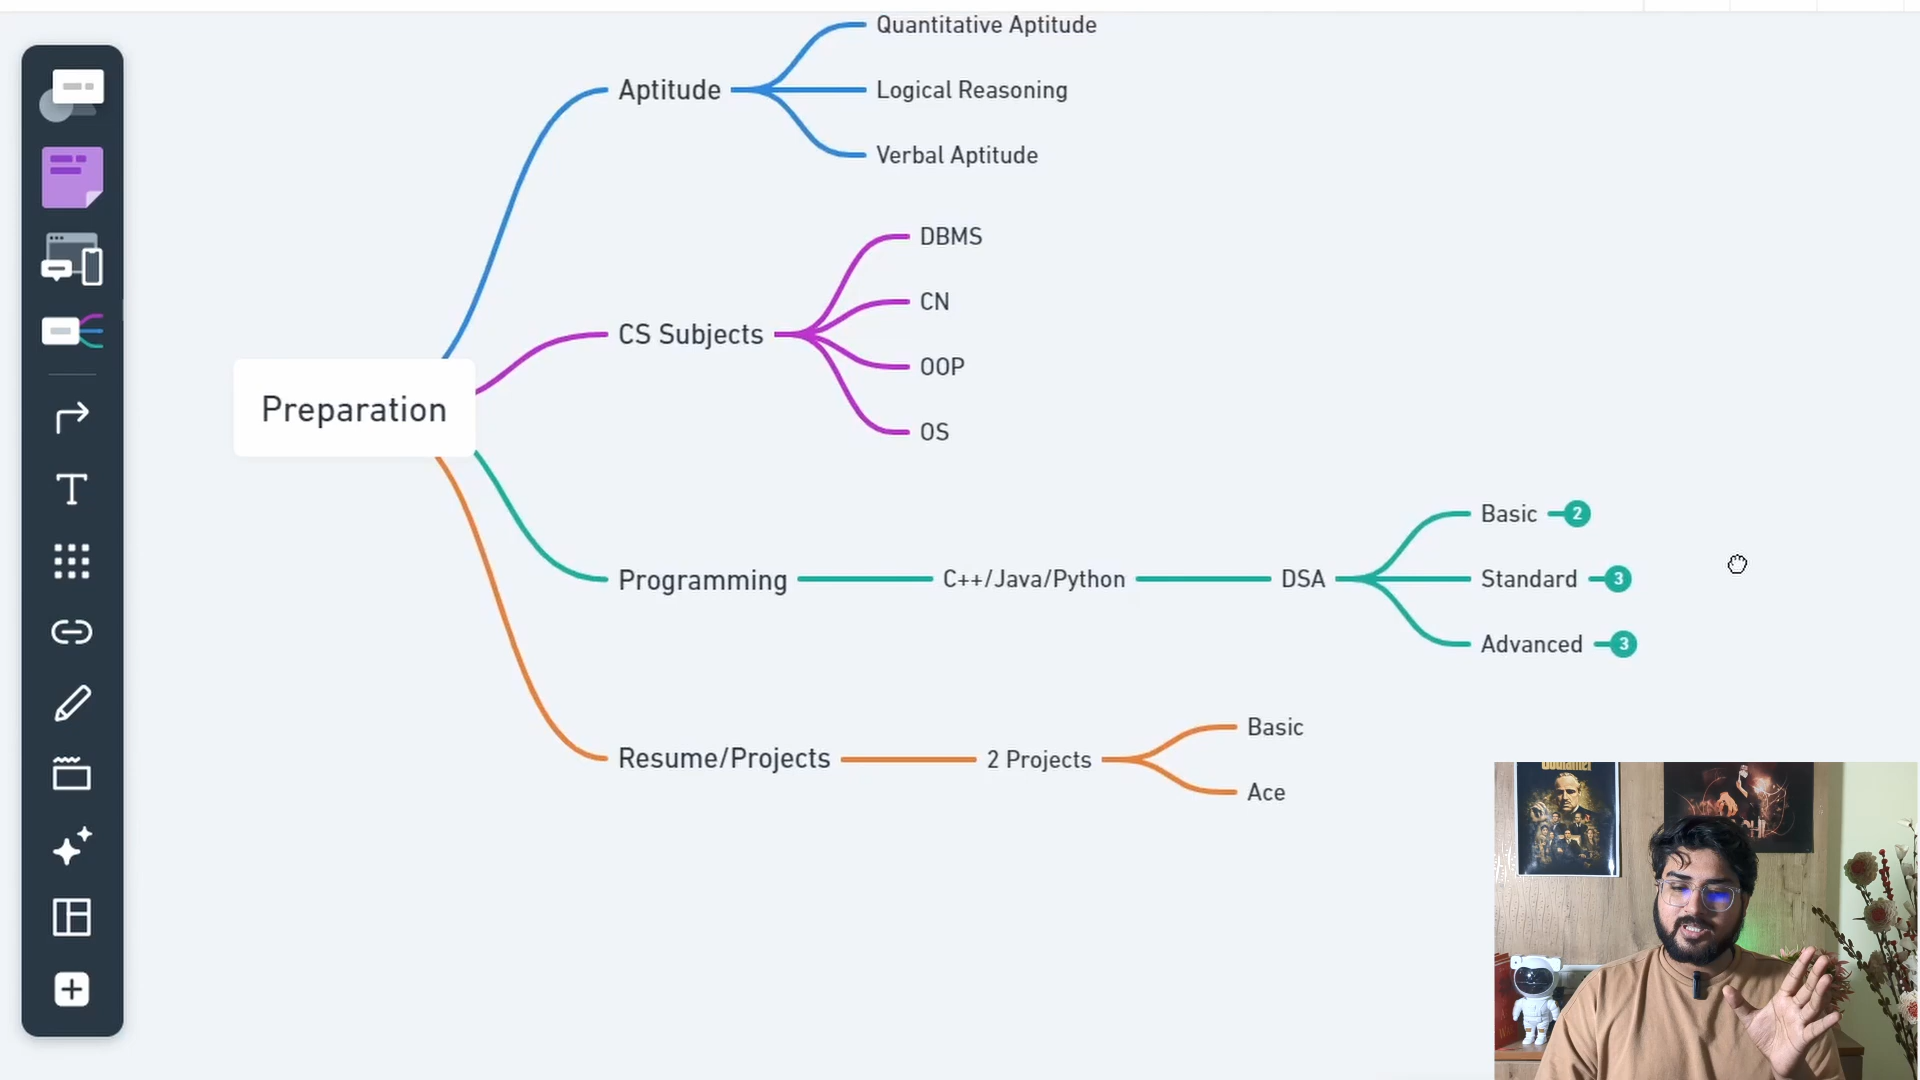 Quantitative Aptitude
Aptitude
Logical Reasoning
Verbal Aptitude
DBMS
CN
CS Subjects
OOP
OS
Preparation
Basic 2
Programming
C++/Java/Python
DSA
Standard 3
Advanced 3
Resume/Projects
2 Projects
Basic
Ace